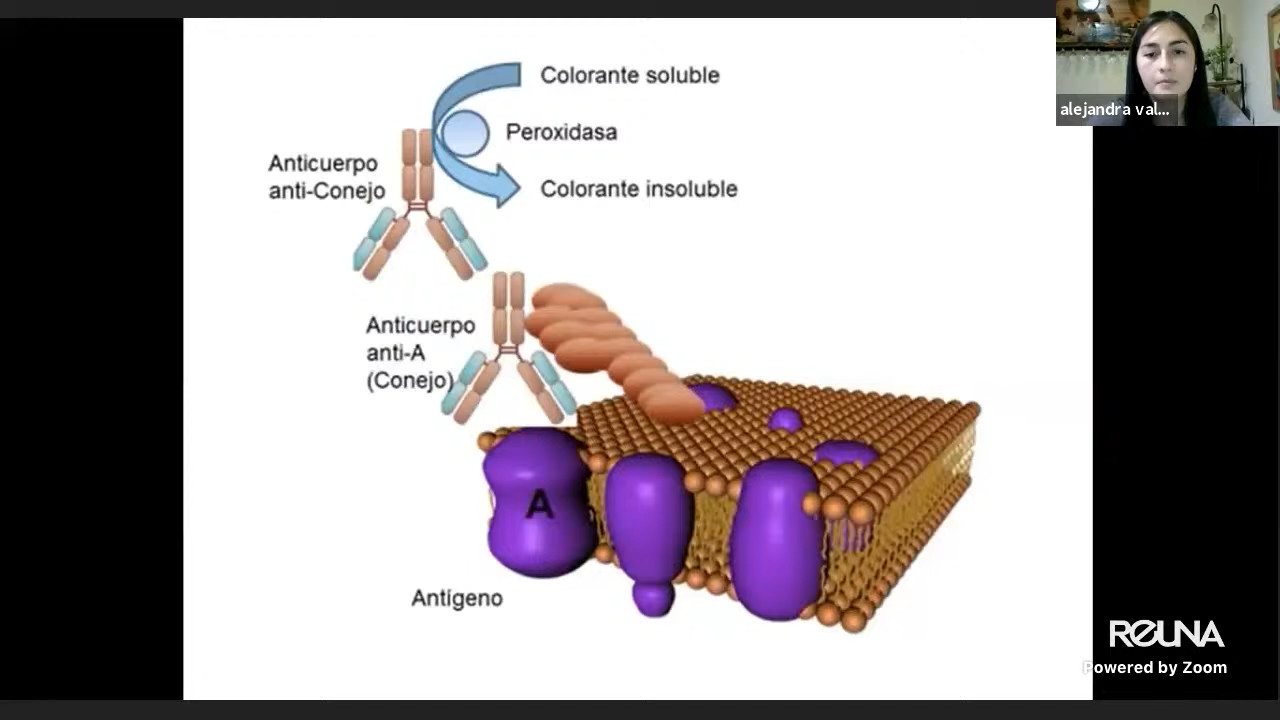 Colorante soluble
Peroxidasa
Anticuerpo
anti-Conejo
Colorante insoluble
Anticuerpo
anti-A
(Conejo)
A
Antígeno
alejandra val...
REUNA
Powered by Zoom